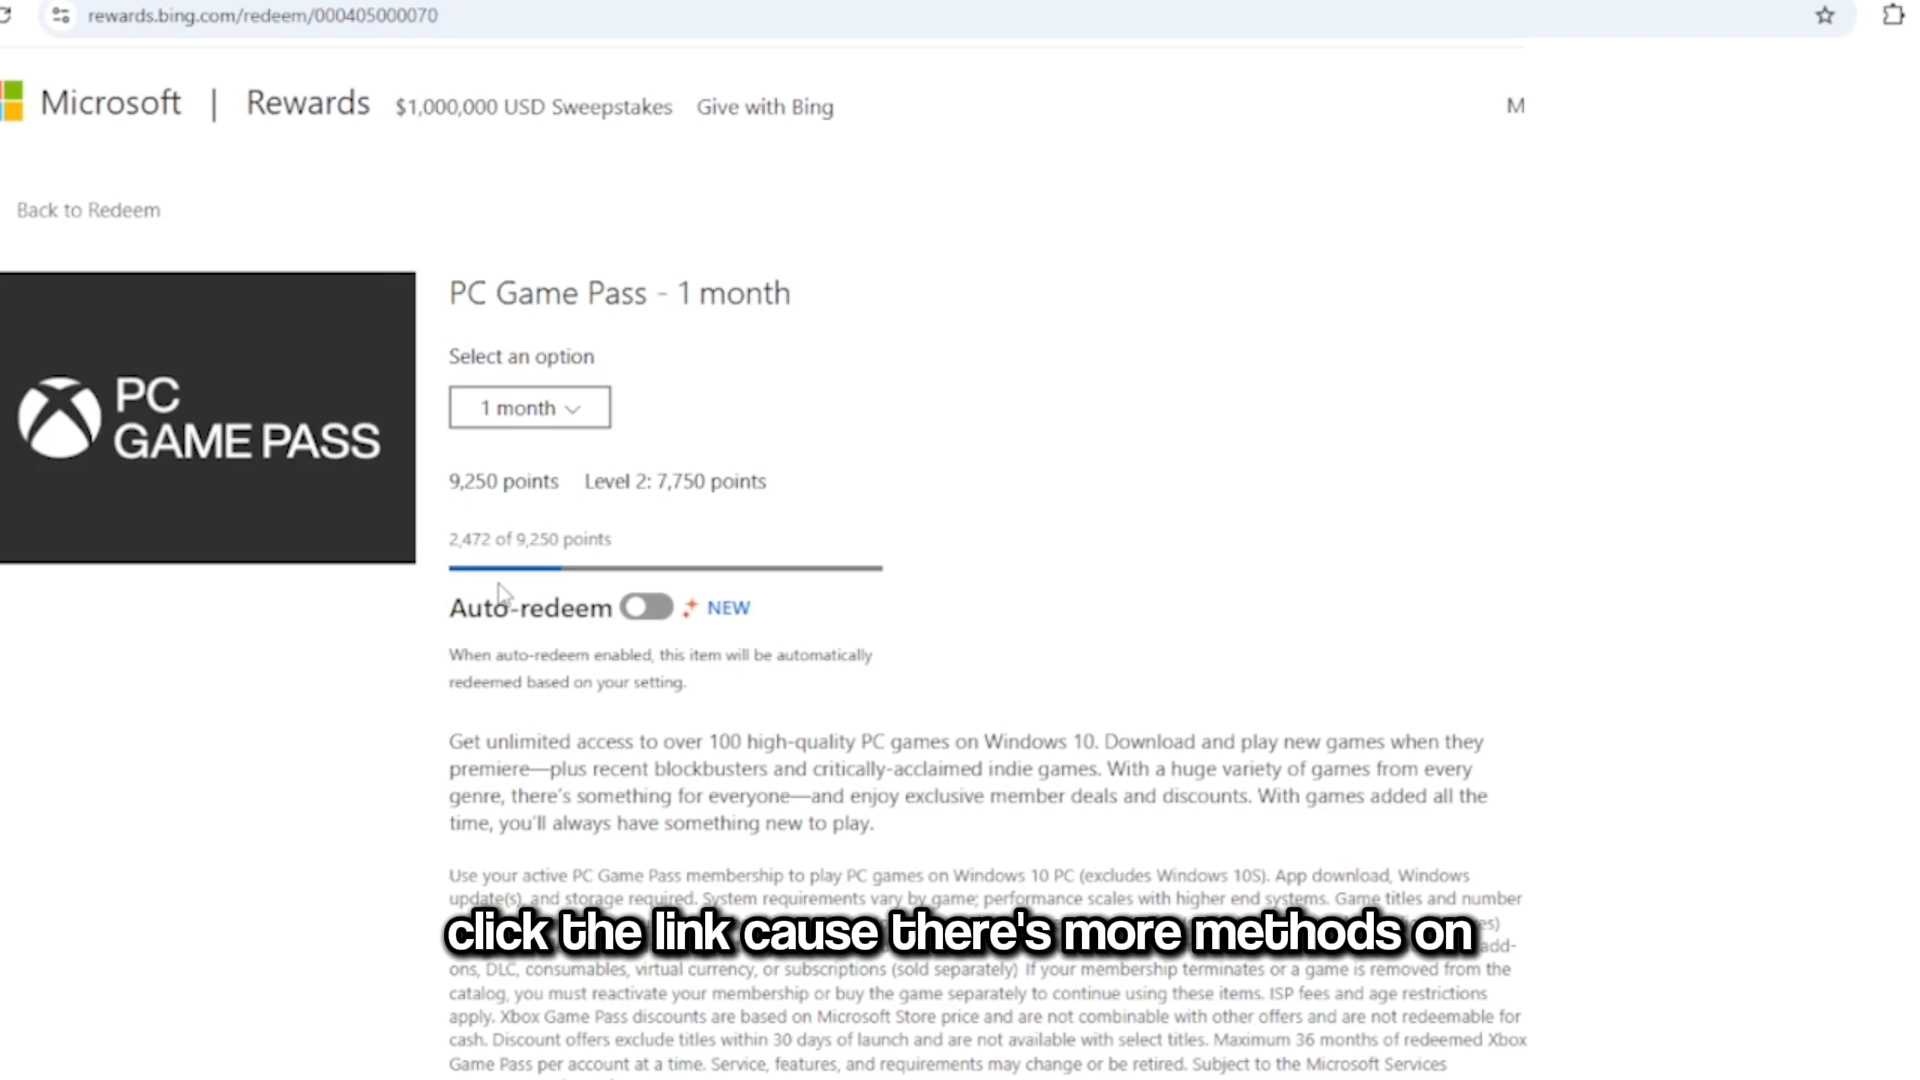 rewards.bing.com/redeem/000405000070
Microsoft | Rewards $1,000,000 USD Sweepstakes Give with Bing M
Back to Redeem
PC Game Pass - 1 month
Select an option
1 month
PC
GAME PASS
9,250 points Level 2: 7,750 points
2,472 of 9,250 points
Auto-redeem NEW
When auto-redeem enabled, this item will be automatically
redeemed based on your setting.
Get unlimited access to over 100 high-quality PC games on Windows 10. Download and play new games when they
premiere—plus recent blockbusters and critically-acclaimed indie games. With a huge variety of games from every
genre, there's something for everyone—and enjoy exclusive member deals and discounts. With games added all the
time, you'll always have something new to play.
Use your active PC Game Pass membership to play PC games on Windows 10 PC (excludes Windows 10S). App download, Windows
update(s), and storage required. System requirements vary by game; performance scales with higher end systems. Game titles and number
click the link cause there's more methods on
add-
ons, DLC, consumables, virtual currency, or subscriptions (sold separately) If your membership terminates or a game is removed from the
catalog, you must reactivate your membership or buy the game separately to continue using these items. ISP fees and age restrictions
apply. Xbox Game Pass discounts are based on Microsoft Store price and are not combinable with other offers and are not redeemable for
cash. Discount offers exclude titles within 30 days of launch and are not available with select titles. Maximum 36 months of redeemed Xbox
Game Pass per account at a time. Service, features, and requirements may change or be retired. Subject to the Microsoft Services